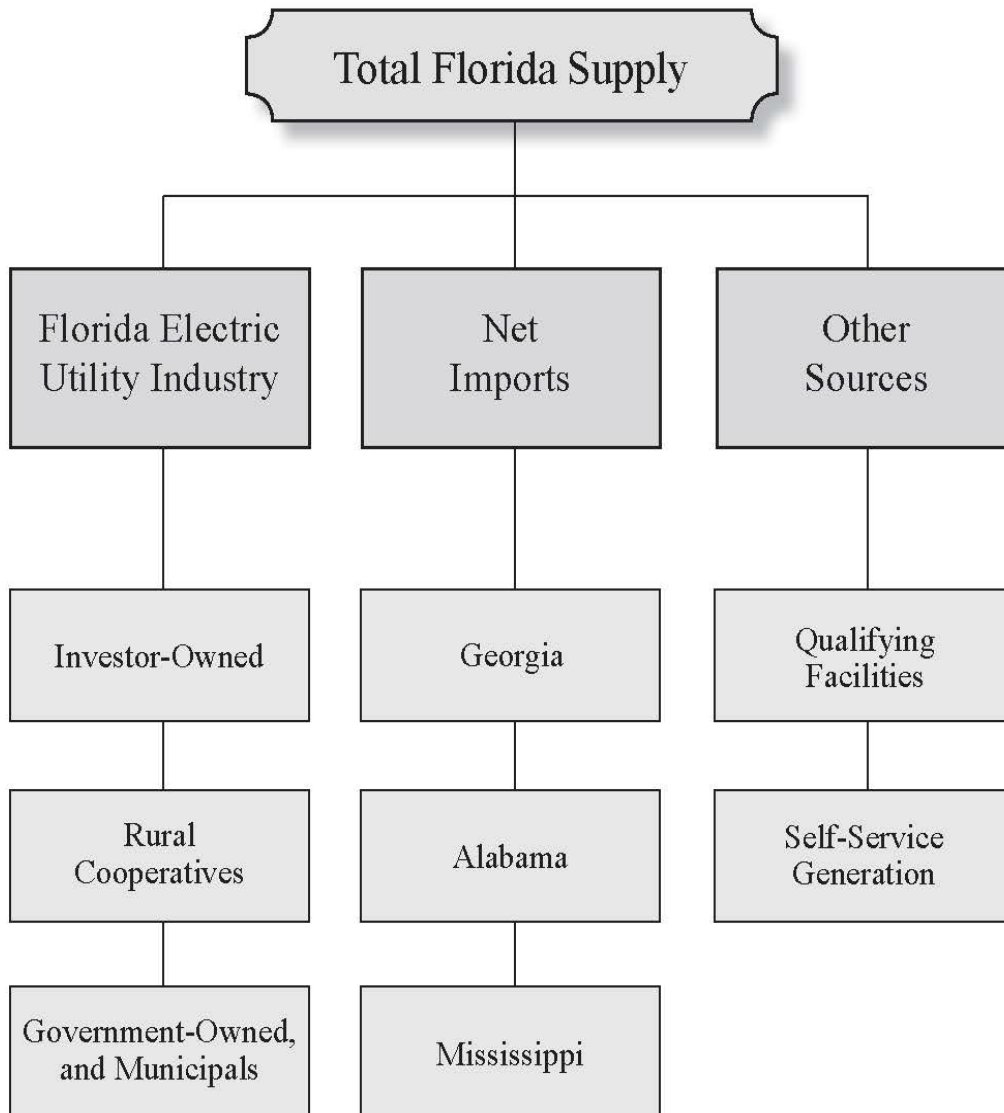 Total Florida Supply
Florida Electric
Utility Industry
Net
Imports
Other
Sources
Investor-Owned
Georgia
Qualifying
Facilities
Rural
Cooperatives
Alabama
Self-Service
Generation
Government-Owned,
and Municipals
Mississippi